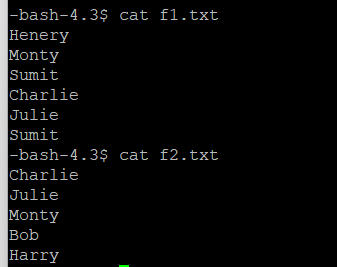 -bash-4.3$ cat f1.txt
Henery
Monty
Sumit
Charlie
Julie
Sumit
-bash-4.3$ cat f2.txt
Charlie
Julie
Monty
Bob
Harry